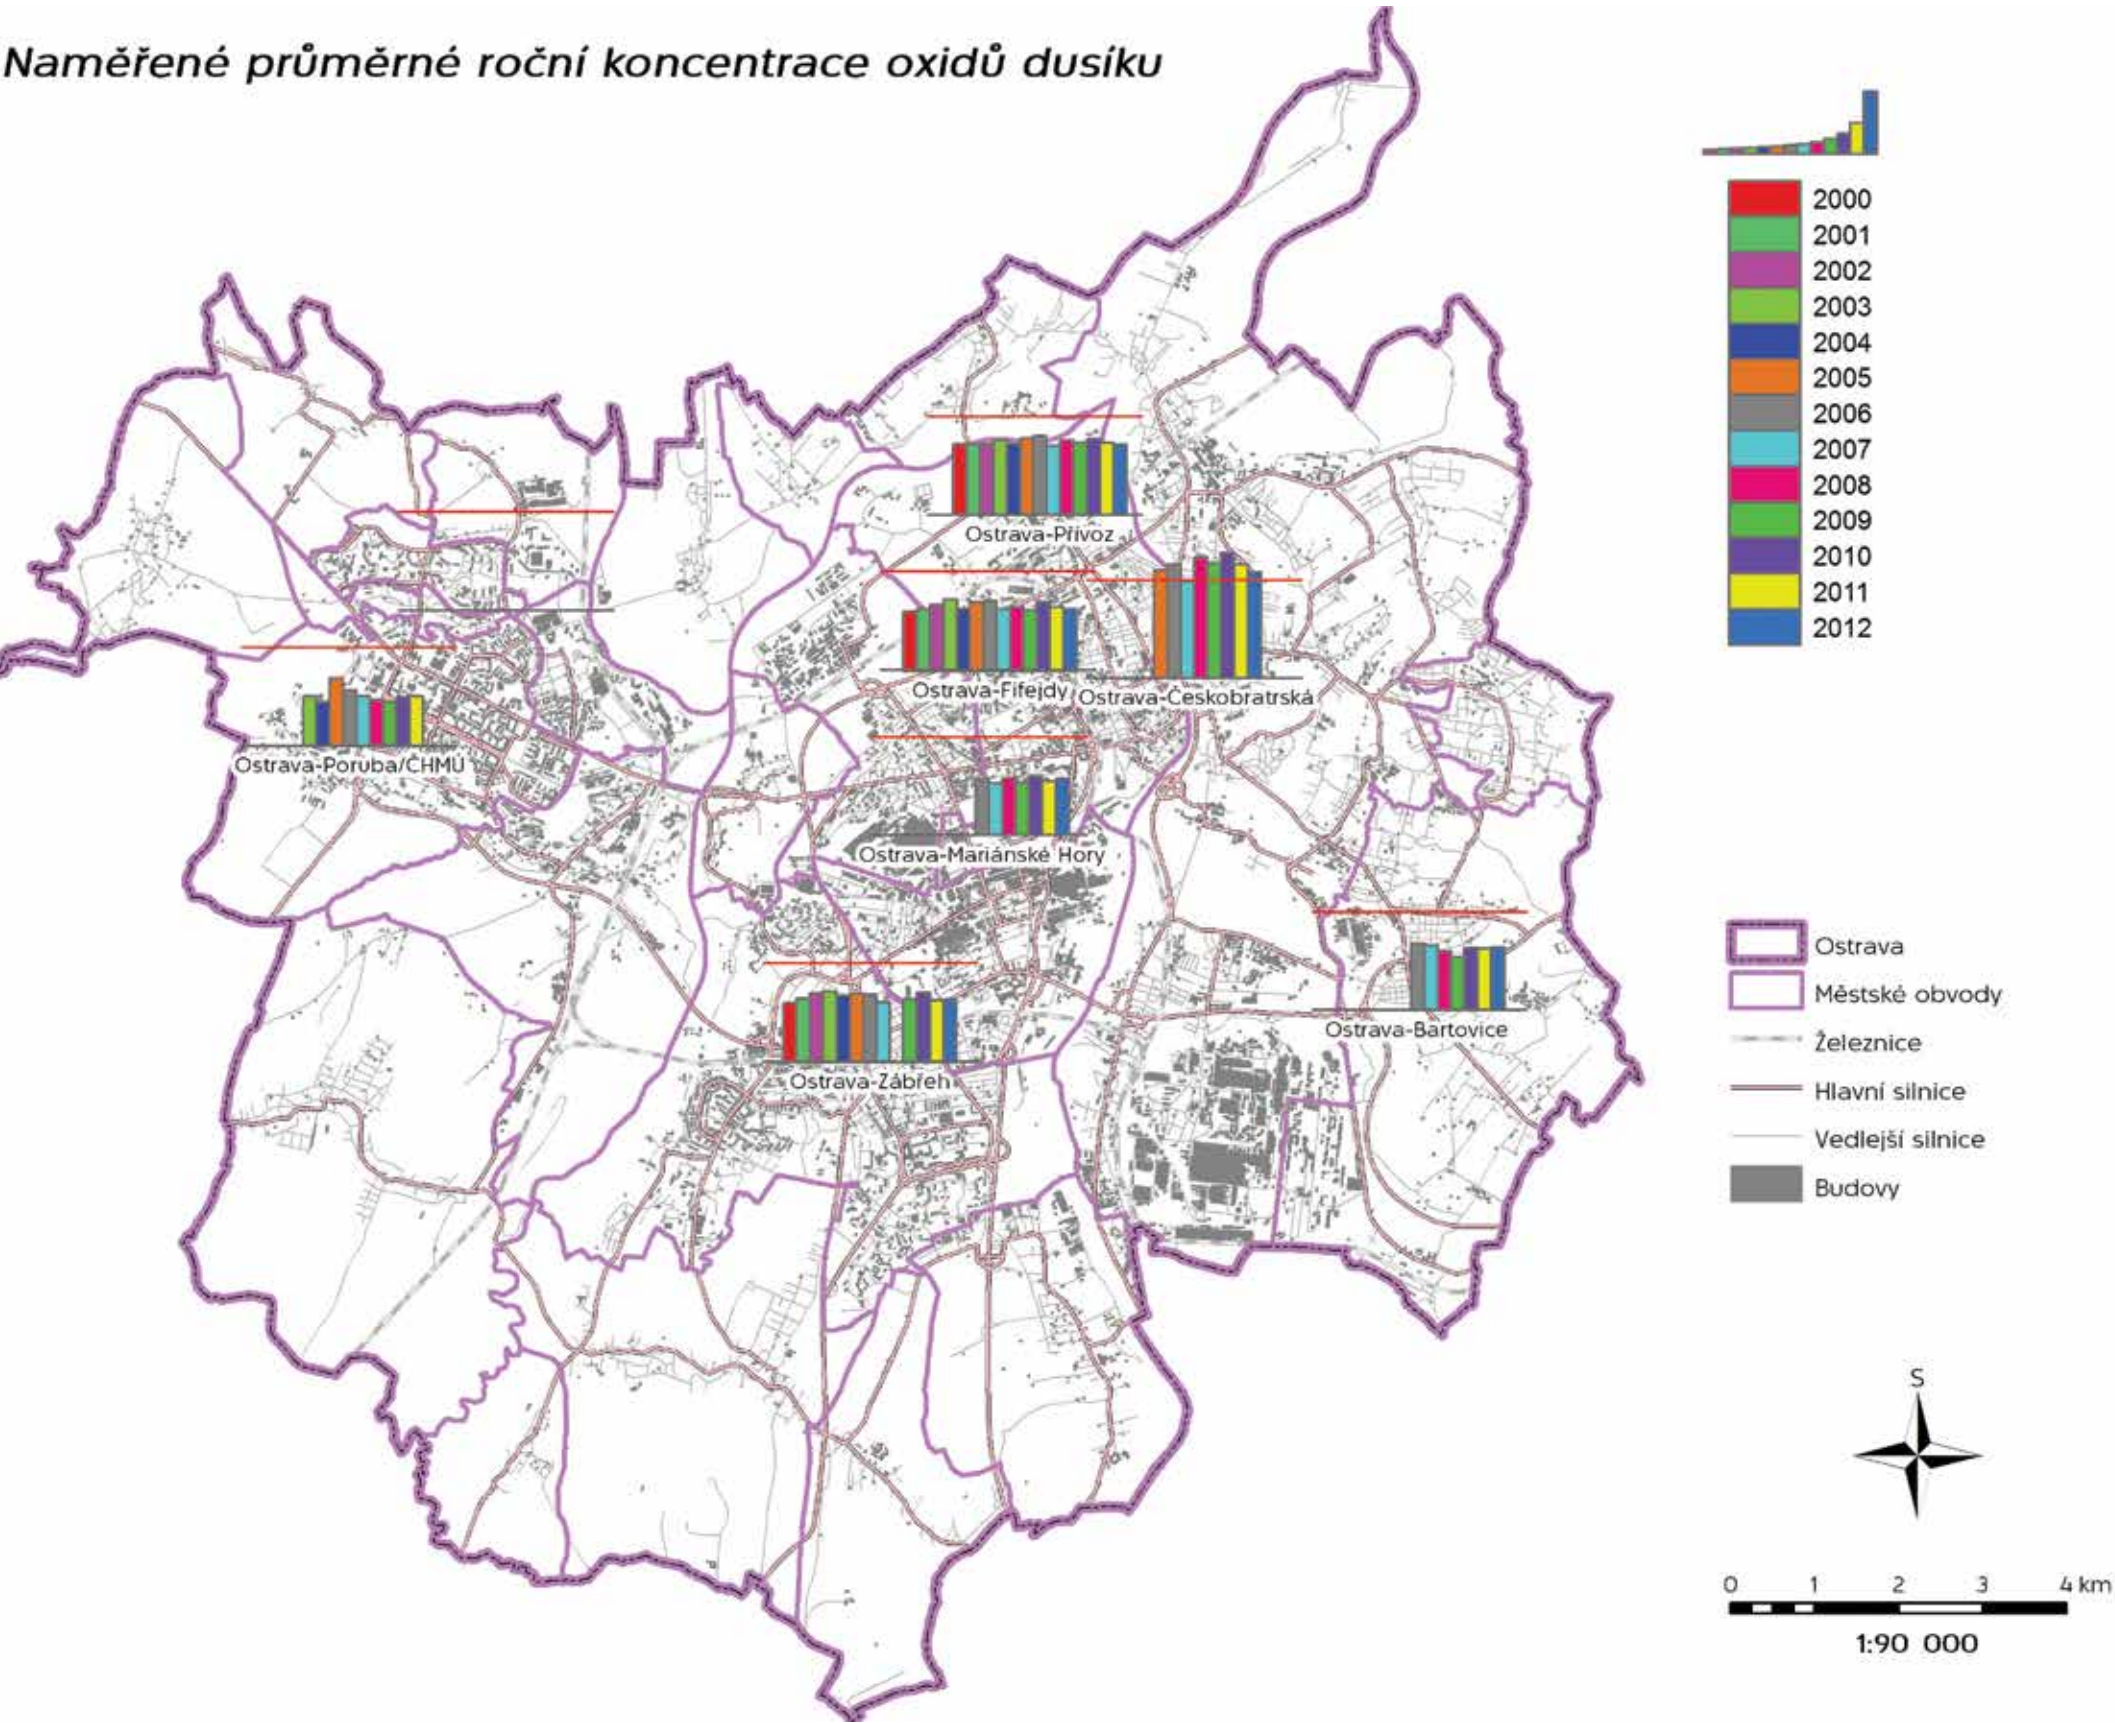 Naměřené průměrné roční koncentrace oxidů dusíku
2000
2001
2002
2003
2004
2005
2006
2007
2008
2009
2010
2011
2012
Ostrava-Přívoz
Ostrava-Fifejdy
Ostrava-Českobratrská
Ostrava-Poruba/ČHMÚ
Ostrava-Mariánské Hory
Ostrava-Bartovice
Ostrava-Zábřeh
Ostrava
Městské obvody
Železnice
Hlavní silnice
Vedlejší silnice
Budovy
S
0 1 2 3 4 km
1:90 000